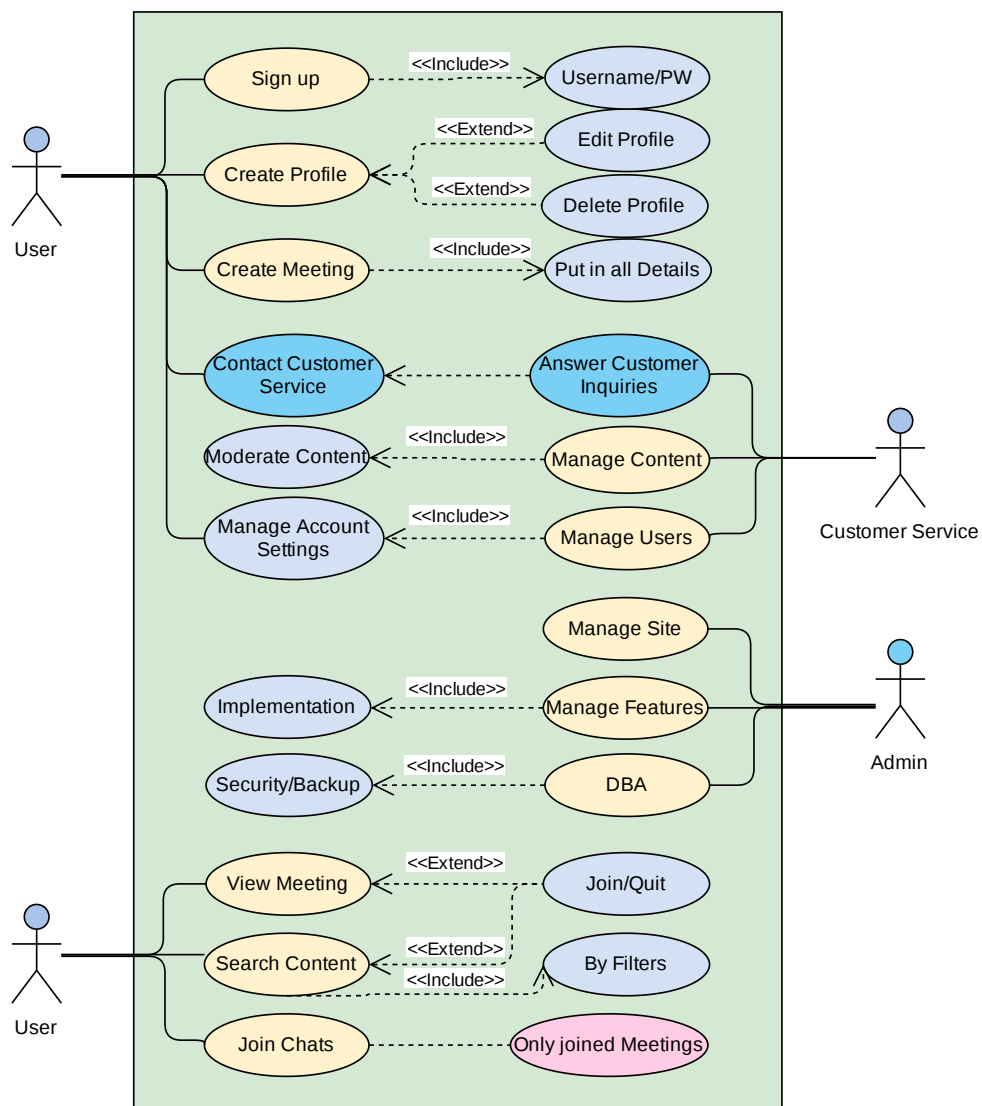 Sign up
<<Include>>
Username/PW
<<Extend>>
Edit Profile
Create Profile
<<Extend>>
Delete Profile
User
Create Meeting
<<Include>>
Put in all Details
Contact Customer
Service
Answer Customer
Inquiries
Moderate Content
<<Include>>
Manage Content
Manage Account
Settings
<<Include>>
Manage Users
Customer Service
Manage Site
Implementation
<<Include>>
Manage Features
Admin
Security/Backup
<<Include>>
DBA
View Meeting
<<Extend>>
Join/Quit
Search Content
<<Extend>>
<<Include>>
By Filters
User
Join Chats
Only joined Meetings